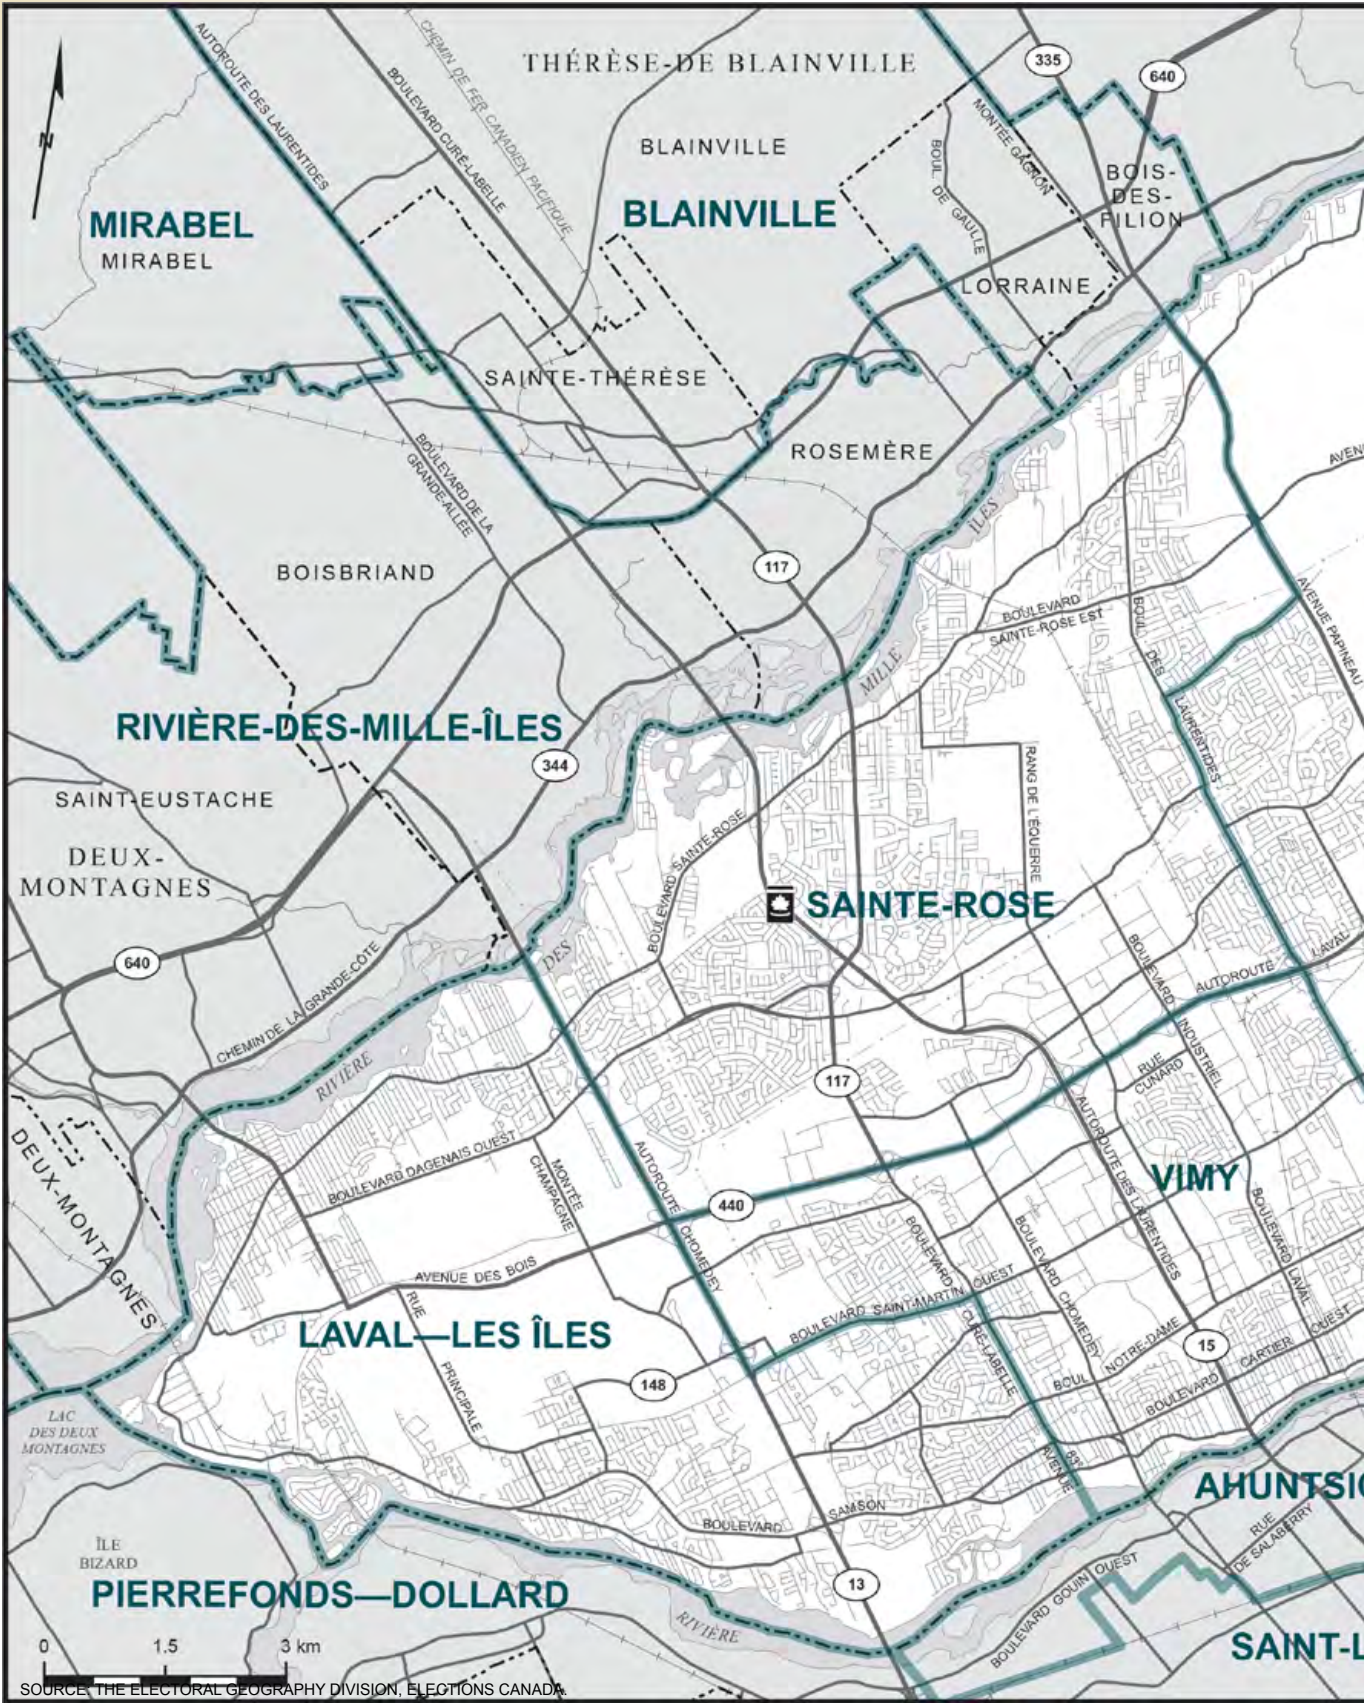 THÉRÈSE-DE BLAINVILLE
335
640
AUTOROUTE DES LAURENTIDES
BOULEVARD CURÉ-LABELLE
CHEMIN DE FER CANADIEN PACIFIQUE
N
BLAINVILLE
BLAINVILLE
BOUL. DE GAULLE
MONTÉE GAGNON
BOIS-
DES-
FILION
MIRABEL
MIRABEL
LORRAINE
SAINTE-THÉRÈSE
ROSEMÈRE
BOULEVARD DE LA
GRANDE-ALLÉE
BOISBRIAND
117
ÎLES
BOULEVARD
SAINTE-ROSE EST
BOUL. DES LAURENTIDES
AVENUE PAPINEAU
MILLE
RIVIÈRE-DES-MILLE-ÎLES
344
SAINT-EUSTACHE
DEUX-
MONTAGNES
RANG DE L'ÉQUERRE
BOULEVARD SAINTE-ROSE
SAINTE-ROSE
640
DES
CHEMIN DE LA GRANDE-CÔTE
RIVIÈRE
BOULEVARD INDUSTRIEL
AUTOROUTE LAVAL
RUE
CUNARD
117
DEUX-MONTAGNES
BOULEVARD DAGENAIS OUEST
MONTÉE
CHAMPAGNE
AUTOROUTE CHOMEDEY
440
AUTOROUTE DES LAURENTIDES
VIMY
AVENUE DES BOIS
RUE PRINCIPALE
LAVAL—LES ÎLES
BOULEVARD SAINT-MARTIN OUEST
BOULEVARD CURÉ-LABELLE
BOULEVARD CHOMEDEY
BOULEVARD LAVAL
BOUL NOTRE-DAME
15
BOULEVARD CARTIER OUEST
148
LAC
DES DEUX
MONTAGNES
83e
AVENUE
BOULEVARD SAMSON
ÎLE
BIZARD
PIERREFONDS—DOLLARD
RIVIÈRE
13
BOULEVARD GOUIN OUEST
RUE
DE SALABERRY
SAINT-L
0 1.5 3 km
SOURCE: THE ELECTORAL GEOGRAPHY DIVISION, ELECTIONS CANADA.